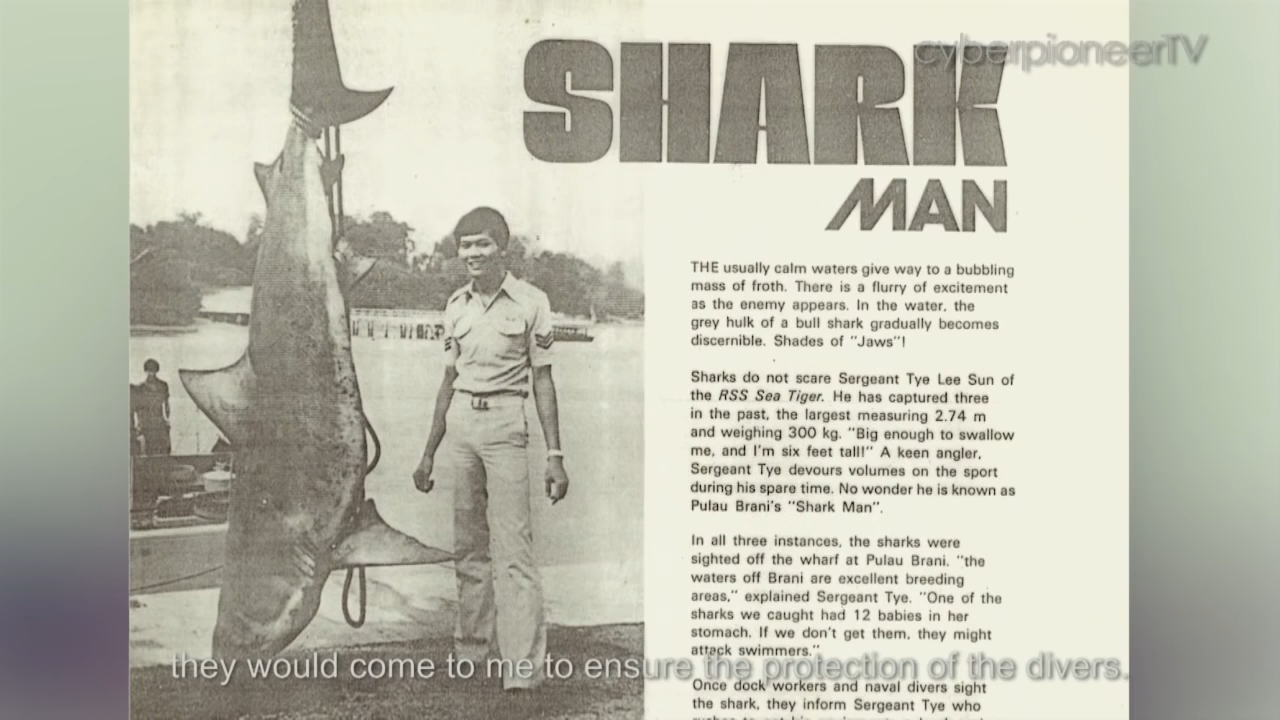 cyberpioneerTV
SHARK
MAN
THE usually calm waters give way to a bubbling
mass of froth. There is a flurry of excitement
as the enemy appears. In the water, the
grey hulk of a bull shark gradually becomes
discernible. Shades of "Jaws"!
Sharks do not scare Sergeant Tye Lee Sun of
the RSS Sea Tiger. He has captured three
in the past, the largest measuring 2.74 m
and weighing 300 kg. "Big enough to swallow
me, and I'm six feet tall!" A keen angler,
Sergeant Tye devours volumes on the sport
during his spare time. No wonder he is known as
Pulau Brani's "Shark Man".
In all three instances, the sharks were
sighted off the wharf at Pulau Brani. "the
waters off Brani are excellent breeding
areas," explained Sergeant Tye. "One of the
sharks we caught had 12 babies in her
stomach. If we don't get them, they might
attack swimmers."
they would come to me to ensure the protection of the divers.
Once dock workers and naval divers sight
the shark, they inform Sergeant Tye who